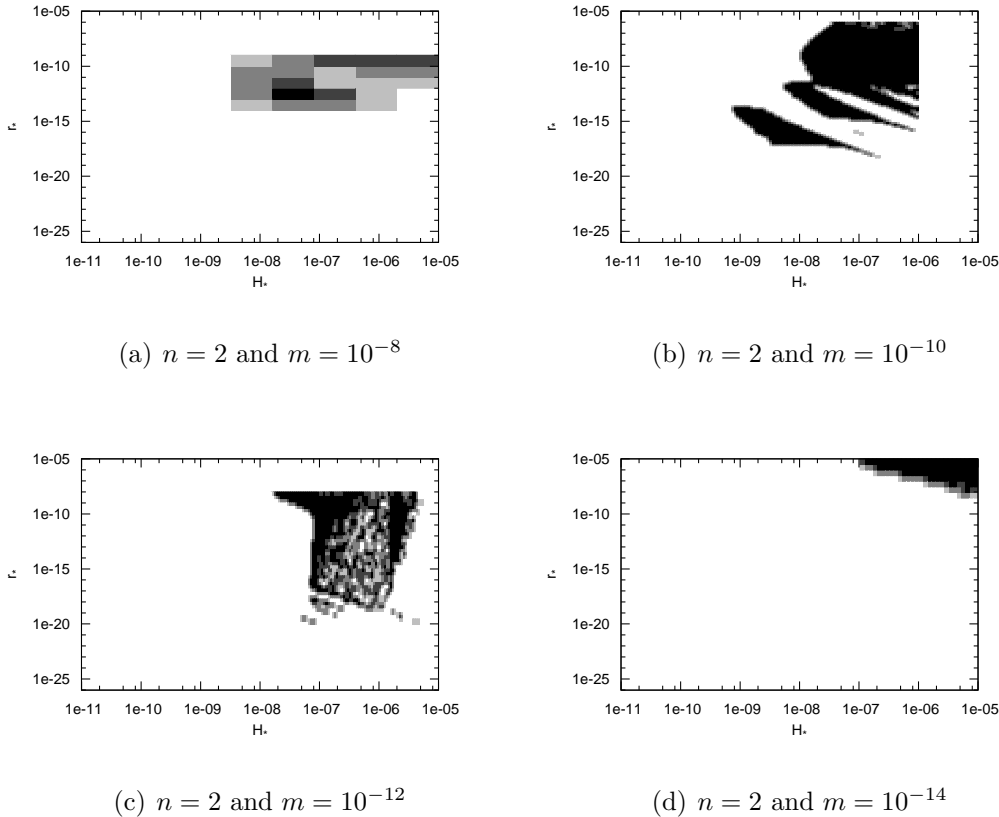 1e-05
1e-10
1e-15
1e-20
1e-25
r*
1e-11 1e-10 1e-09 1e-08 1e-07 1e-06 1e-05
H*
(a) n = 2 and m = 10⁻⁸
1e-05
1e-10
1e-15
1e-20
1e-25
r*
1e-11 1e-10 1e-09 1e-08 1e-07 1e-06 1e-05
H*
(b) n = 2 and m = 10⁻¹⁰
1e-05
1e-10
1e-15
1e-20
1e-25
r*
1e-11 1e-10 1e-09 1e-08 1e-07 1e-06 1e-05
H*
(c) n = 2 and m = 10⁻¹²
1e-05
1e-10
1e-15
1e-20
1e-25
r*
1e-11 1e-10 1e-09 1e-08 1e-07 1e-06 1e-05
H*
(d) n = 2 and m = 10⁻¹⁴